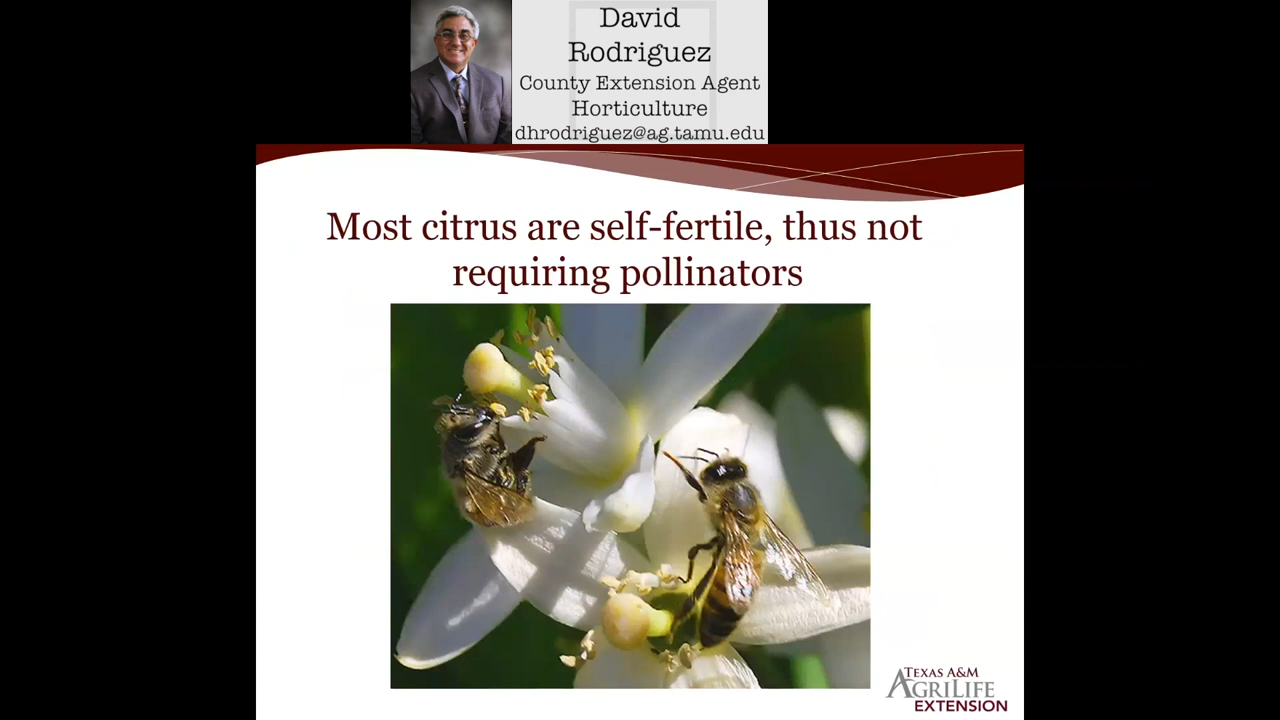 David
Rodriguez
County Extension Agent
Horticulture
dhrodriguez@ag.tamu.edu
Most citrus are self-fertile, thus not
requiring pollinators
TEXAS A&M
AGRILIFE
EXTENSION